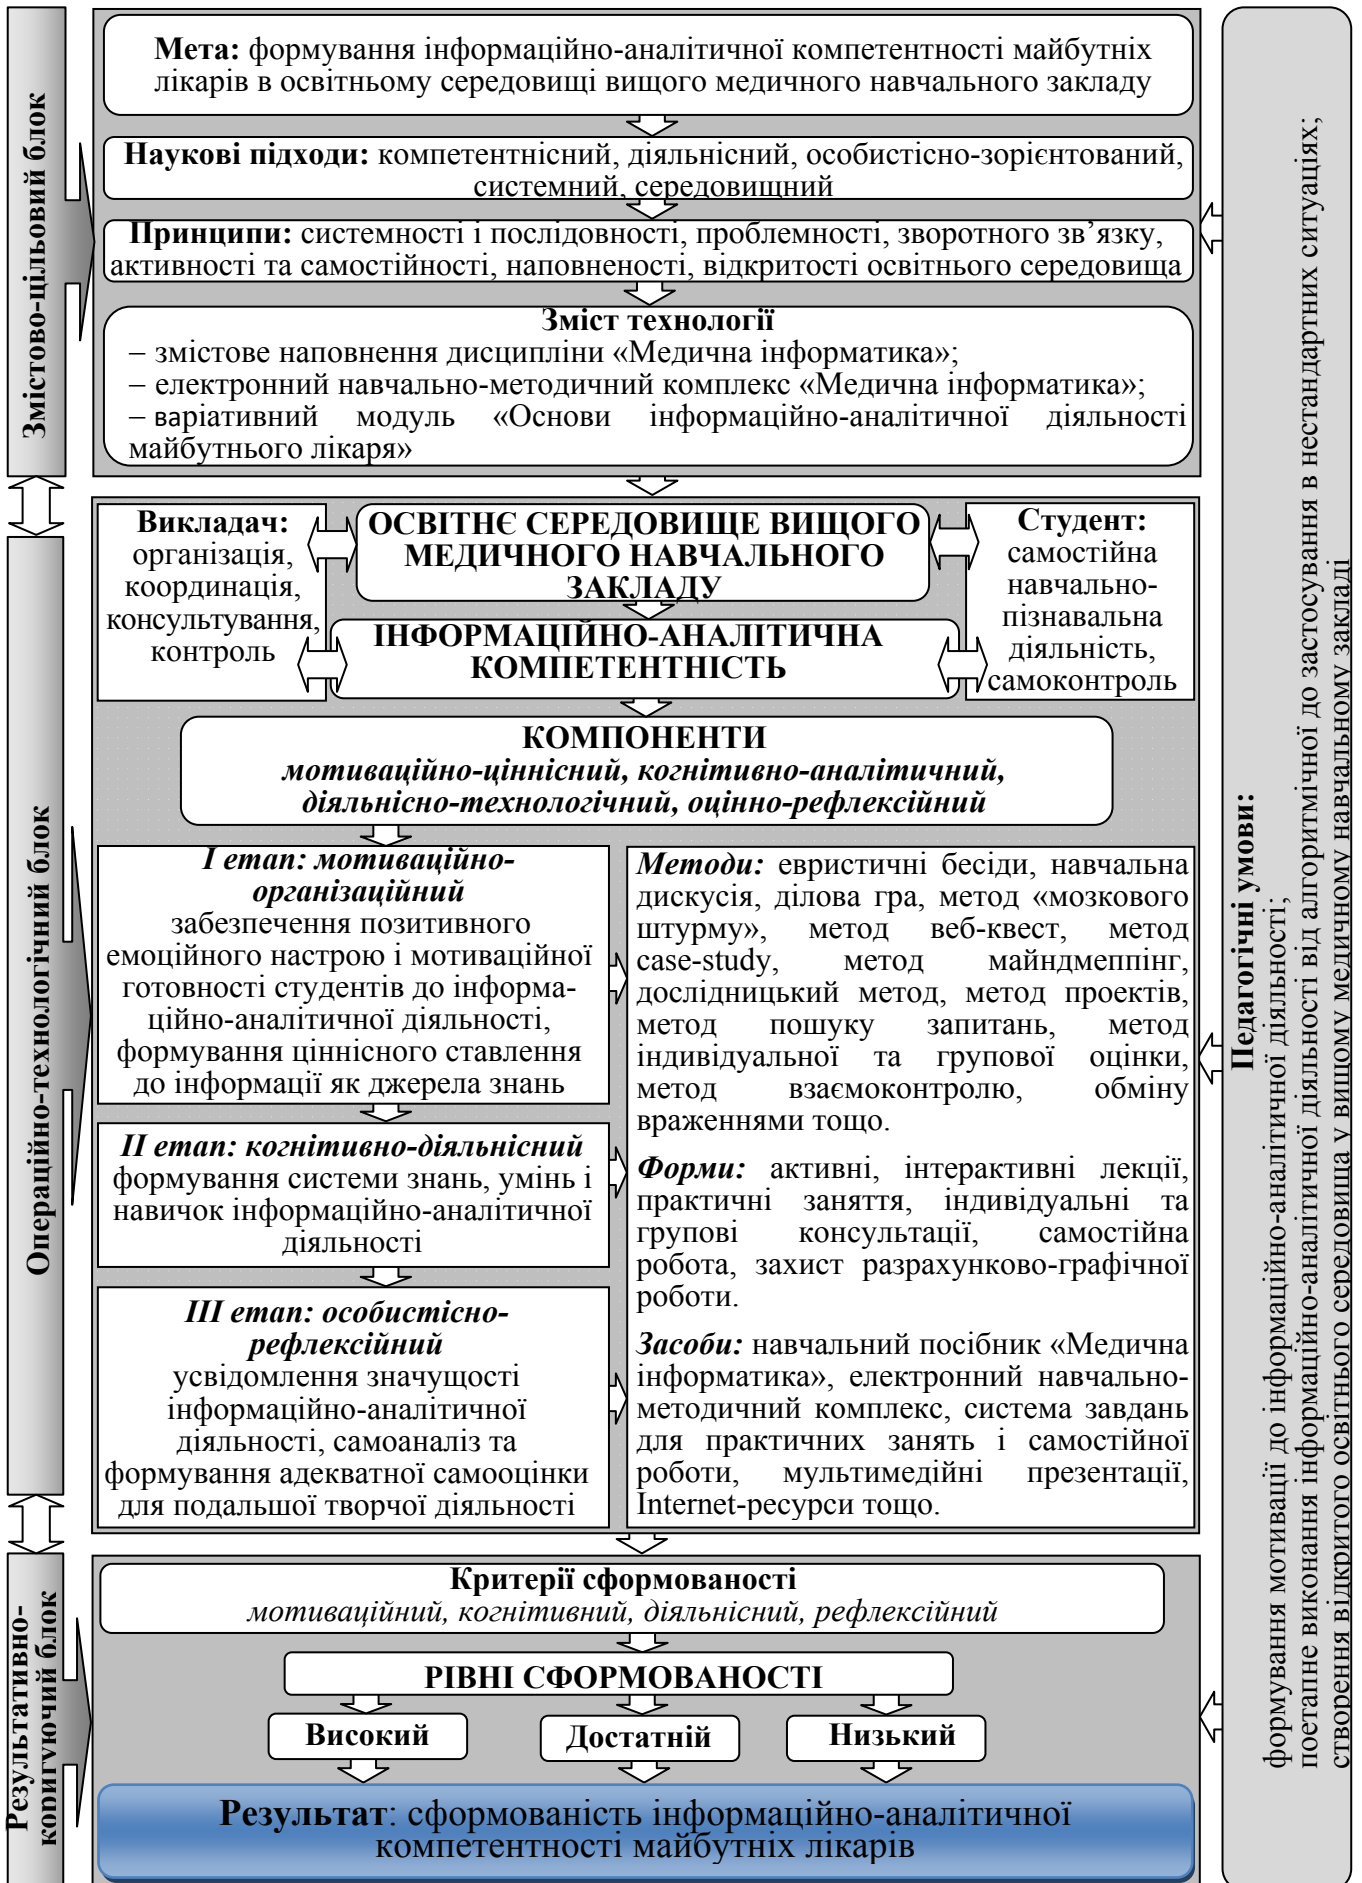 Змістово-цільовий блок
Мета: формування інформаційно-аналітичної компетентності майбутніх
лікарів в освітньому середовищі вищого медичного навчального закладу
Наукові підходи: компетентнісний, діяльнісний, особистісно-зорієнтований,
системний, середовищний
Принципи: системності і послідовності, проблемності, зворотного зв’язку,
активності та самостійності, наповненості, відкритості освітнього середовища
Зміст технології
– змістове наповнення дисципліни «Медична інформатика»;
– електронний навчально-методичний комплекс «Медична інформатика»;
– варіативний модуль «Основи інформаційно-аналітичної діяльності
майбутнього лікаря»
Операційно-технологічний блок
Викладач:
організація,
координація,
консультування,
контроль
ОСВІТНЄ СЕРЕДОВИЩЕ ВИЩОГО
МЕДИЧНОГО НАВЧАЛЬНОГО
ЗАКЛАДУ
ІНФОРМАЦІЙНО-АНАЛІТИЧНА
КОМПЕТЕНТНІСТЬ
Студент:
самостійна
навчально-
пізнавальна
діяльність,
самоконтроль
КОМПОНЕНТИ
мотиваційно-ціннісний, когнітивно-аналітичний,
діяльнісно-технологічний, оцінно-рефлексійний
І етап: мотиваційно-
організаційний
забезпечення позитивного
емоційного настрою і мотиваційної
готовності студентів до інформа-
ційно-аналітичної діяльності,
формування ціннісного ставлення
до інформації як джерела знань
ІІ етап: когнітивно-діяльнісний
формування системи знань, умінь і
навичок інформаційно-аналітичної
діяльності
ІІІ етап: особистісно-
рефлексійний
усвідомлення значущості
інформаційно-аналітичної
діяльності, самоаналіз та
формування адекватної самооцінки
для подальшої творчої діяльності
Методи: евристичні бесіди, навчальна
дискусія, ділова гра, метод «мозкового
штурму», метод веб-квест, метод
case-study, метод майндмеппінг,
дослідницький метод, метод проектів,
метод пошуку запитань, метод
індивідуальної та групової оцінки,
метод взаємоконтролю, обміну
враженнями тощо.
Форми: активні, інтерактивні лекції,
практичні заняття, індивідуальні та
групові консультації, самостійна
робота, захист разрахунково-графічної
роботи.
Засоби: навчальний посібник «Медична
інформатика», електронний навчально-
методичний комплекс, система завдань
для практичних занять і самостійної
роботи, мультимедійні презентації,
Internet-ресурси тощо.
Результативно-
коригуючий блок
Критерії сформованості
мотиваційний, когнітивний, діяльнісний, рефлексійний
РІВНІ СФОРМОВАНОСТІ
Високий
Достатній
Низький
Результат: сформованість інформаційно-аналітичної
компетентності майбутніх лікарів
Педагогічні умови:
формування мотивації до інформаційно-аналітичної діяльності;
поетапне виконання інформаційно-аналітичної діяльності від алгоритмічної до застосування в нестандартних ситуаціях;
створення відкритого освітнього середовища у вищому медичному навчальному закладі